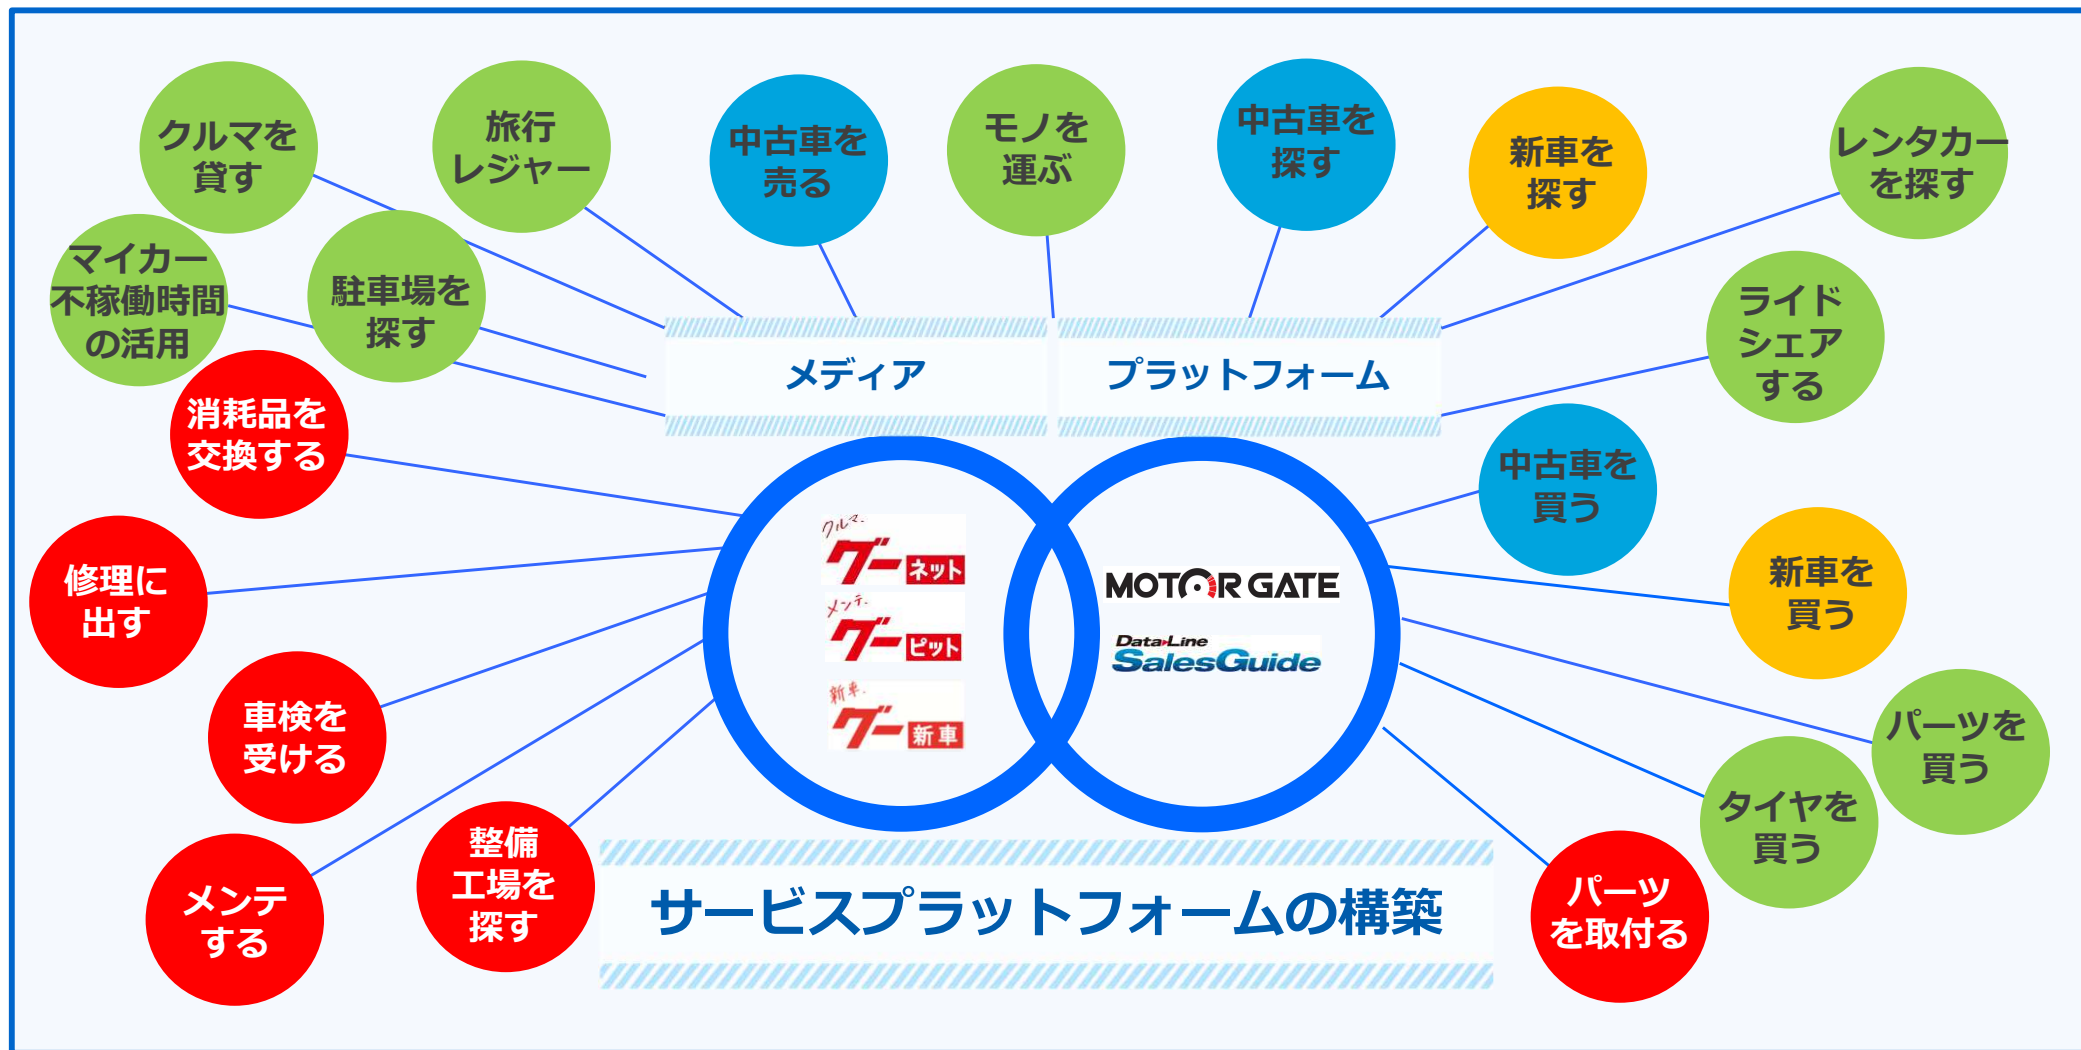 クルマを
貸す
旅行
レジャー
中古車を
売る
モノを
運ぶ
中古車を
探す
新車を
探す
レンタカー
を探す
マイカー
不稼働時間
の活用
駐車場を
探す
ライド
シェア
する
メディア
プラットフォーム
消耗品を
交換する
中古車を
買う
修理に
出す
新車を
買う
クルマ.
グーネット
メンテ.
グーピット
新車.
グー新車
MOTOR GATE
Data Line
SalesGuide
車検を
受ける
パーツを
買う
タイヤを
買う
メンテ
する
整備
工場を
探す
サービスプラットフォームの構築
パーツ
を取付る